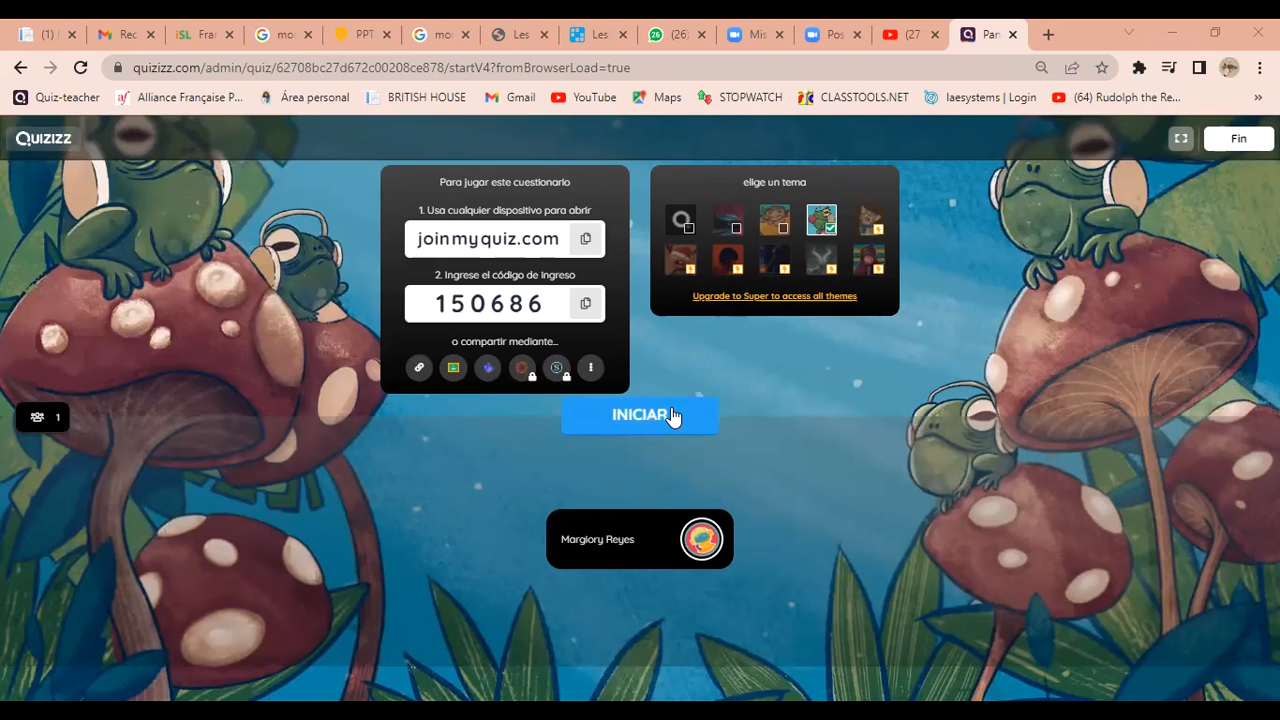 (1)
Rec
Fra
mo
PPT
mo
Les
Les
(26)
Mis
Pos
(27
Pan
quizizz.com/admin/quiz/62708bc27d672c00208ce878/startV4?fromBrowserLoad=true
Quiz-teacher
Alliance Française P...
Área personal
BRITISH HOUSE
Gmail
YouTube
Maps
STOPWATCH
CLASSTOOLS.NET
laesystems | Login
(64) Rudolph the Re...
QUIZIZZ
Fin
Para jugar este cuestionario
1. Usa cualquier dispositivo para abrir
joinmyquiz.com
2. Ingrese el código de ingreso
150686
o compartir mediante...
elige un tema
Upgrade to Super to access all themes
1
INICIAR
Margiory Reyes